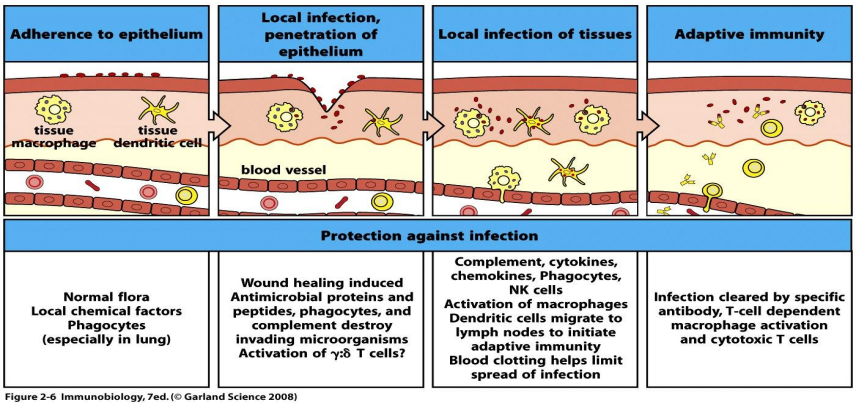 Adherence to epithelium
Local infection,
penetration of
epithelium
Local infection of tissues
Adaptive immunity
tissue
macrophage
tissue
dendritic cell
blood vessel
Protection against infection
Normal flora
Local chemical factors
Phagocytes
(especially in lung)
Wound healing induced
Antimicrobial proteins and
peptides, phagocytes, and
complement destroy
invading microorganisms
Activation of γ:δ T cells?
Complement, cytokines,
chemokines, Phagocytes,
NK cells
Activation of macrophages
Dendritic cells migrate to
lymph nodes to initiate
adaptive immunity
Blood clotting helps limit
spread of infection
Infection cleared by specific
antibody, T-cell dependent
macrophage activation
and cytotoxic T cells
Figure 2-6 Immunobiology, 7ed. (© Garland Science 2008)